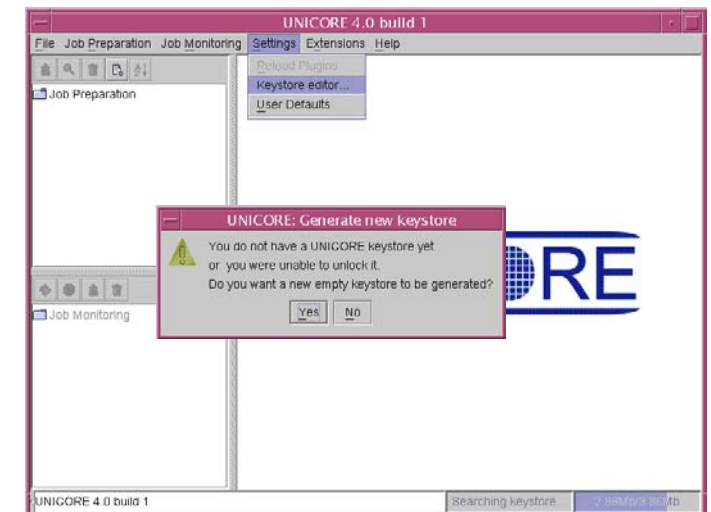 UNICORE 4.0 build 1
File Job Preparation Job Monitoring Settings Extensions Help
Reload Plugins
Keystore editor...
User Defaults
Job Preparation
UNICORE: Generate new keystore
You do not have a UNICORE keystore yet
or you were unable to unlock it.
Do you want a new empty keystore to be generated?
Yes No
RE
Job Monitoring
UNICORE 4.0 build 1 Searching keystore